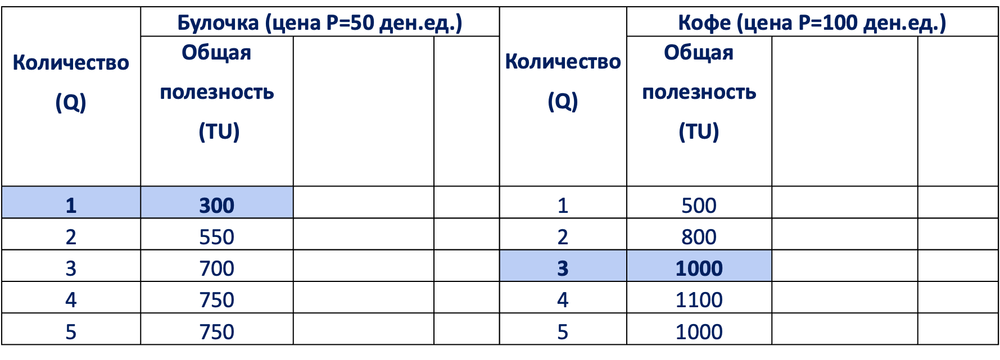 Булочка (цена P=50 ден.ед.) Кофе (цена P=100 ден.ед.)
Количество (Q) Общая полезность (TU) Количество (Q) Общая полезность (TU)
1 300 1 500
2 550 2 800
3 700 3 1000
4 750 4 1100
5 750 5 1000